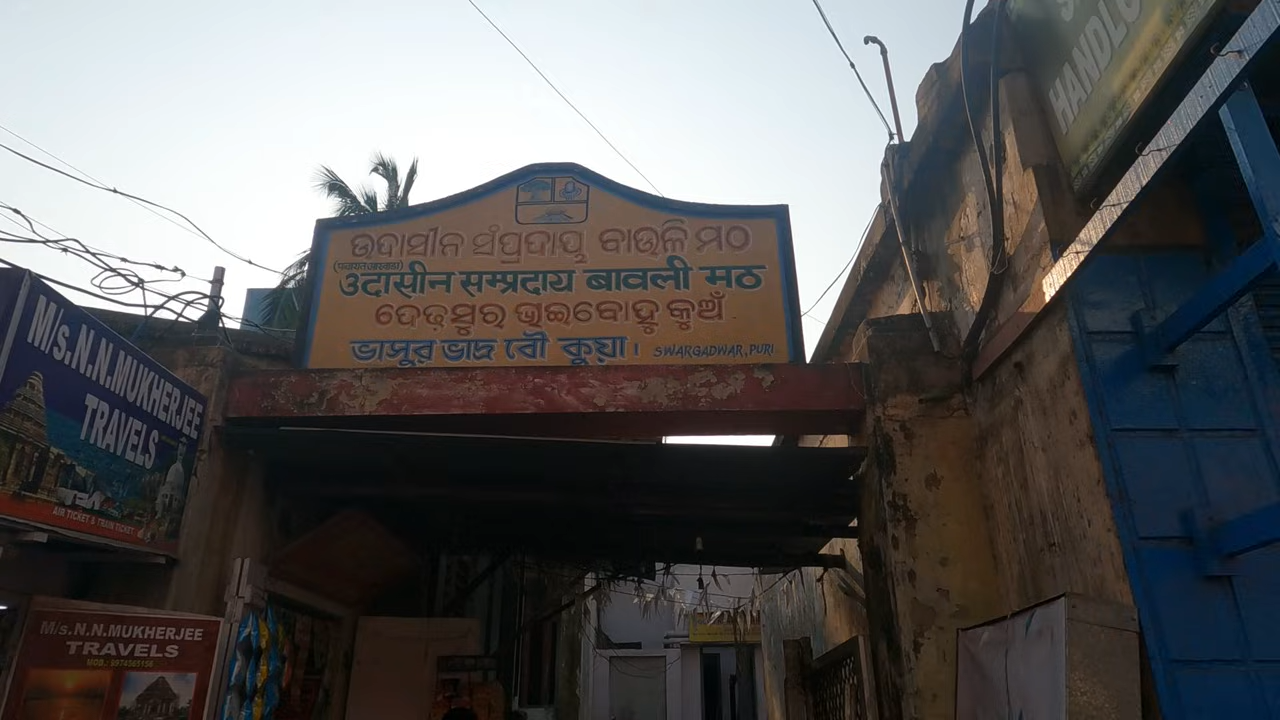 ଉଦାସୀନ ସଂପ୍ରଦାୟ ବାଉଳି ମଠ
उदासीन सम्प्रदाय बावली मठ
ଦେଢ଼ସୁର ଭାଇବୋହୁ କୁଅଁ
SWARGADWAR, PURI
M/s.N.N.MUKHERJEE
TRAVELS
AIR TICKET & TRAIN TICKET
M/s.N.N.MUKHERJEE
TRAVELS
HANDLO